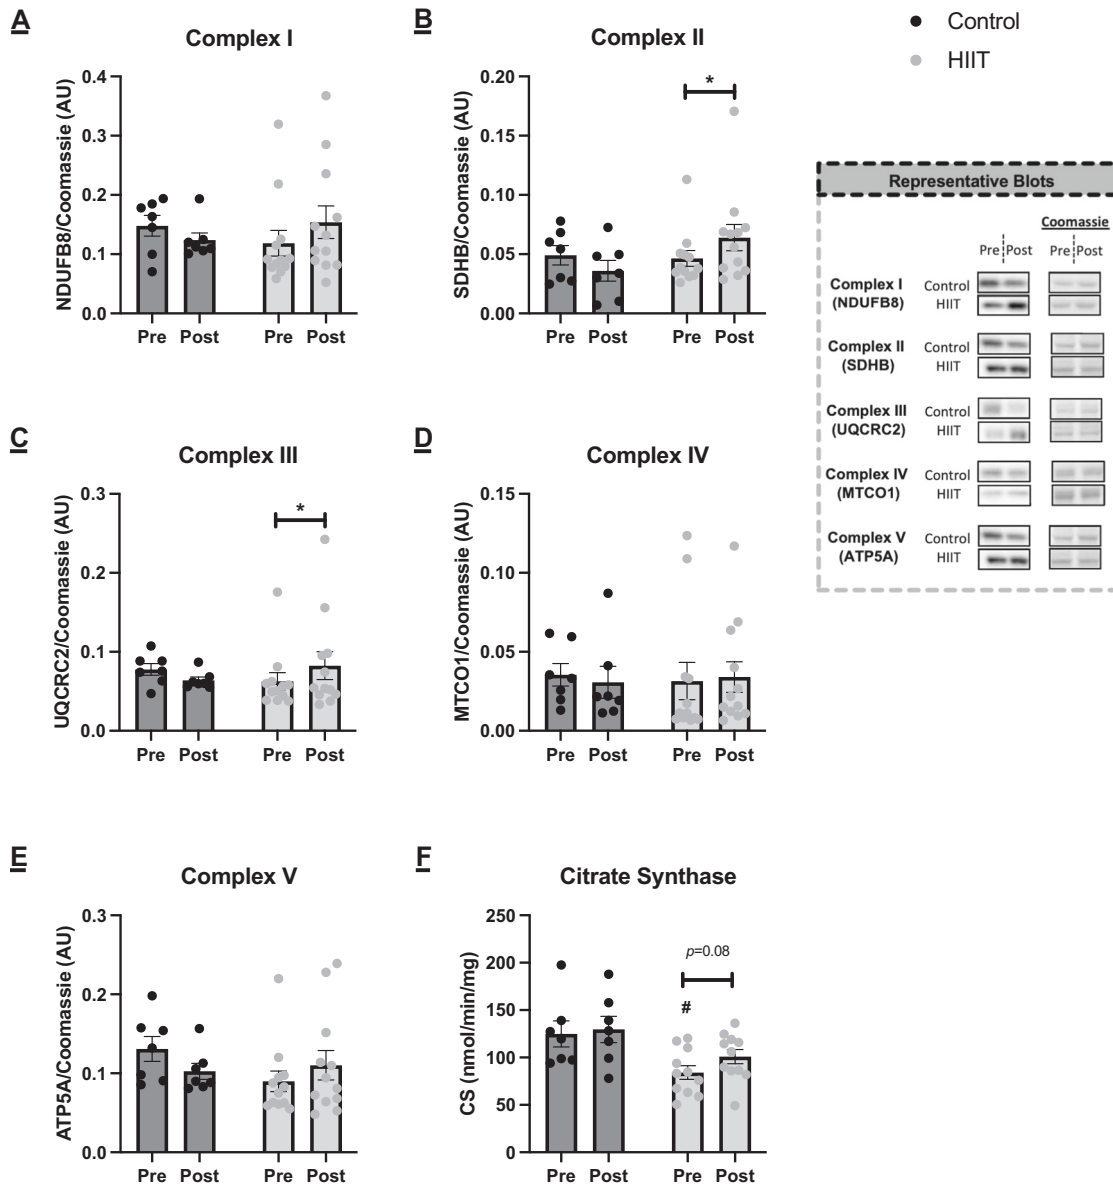 A
Complex I
NDUFB8/Coomassie (AU)
0.4
0.3
0.2
0.1
0.0
Pre Post Pre Post
B
Complex II
SDHB/Coomassie (AU)
0.20
0.15
0.10
0.05
0.00
*
Pre Post Pre Post
Control
HIIT
Representative Blots
Coomassie
Pre Post Pre Post
Complex I
(NDUFB8)
Control
HIIT
Complex II
(SDHB)
Control
HIIT
Complex III
(UQCRC2)
Control
HIIT
Complex IV
(MTCO1)
Control
HIIT
Complex V
(ATP5A)
Control
HIIT
C
Complex III
UQCRC2/Coomassie (AU)
0.3
0.2
0.1
0.0
*
Pre Post Pre Post
D
Complex IV
MTCO1/Coomassie (AU)
0.15
0.10
0.05
0.00
Pre Post Pre Post
E
Complex V
ATP5A/Coomassie (AU)
0.3
0.2
0.1
0.0
Pre Post Pre Post
F
Citrate Synthase
CS (nmol/min/mg)
250
200
150
100
50
0
p=0.08
#
Pre Post Pre Post